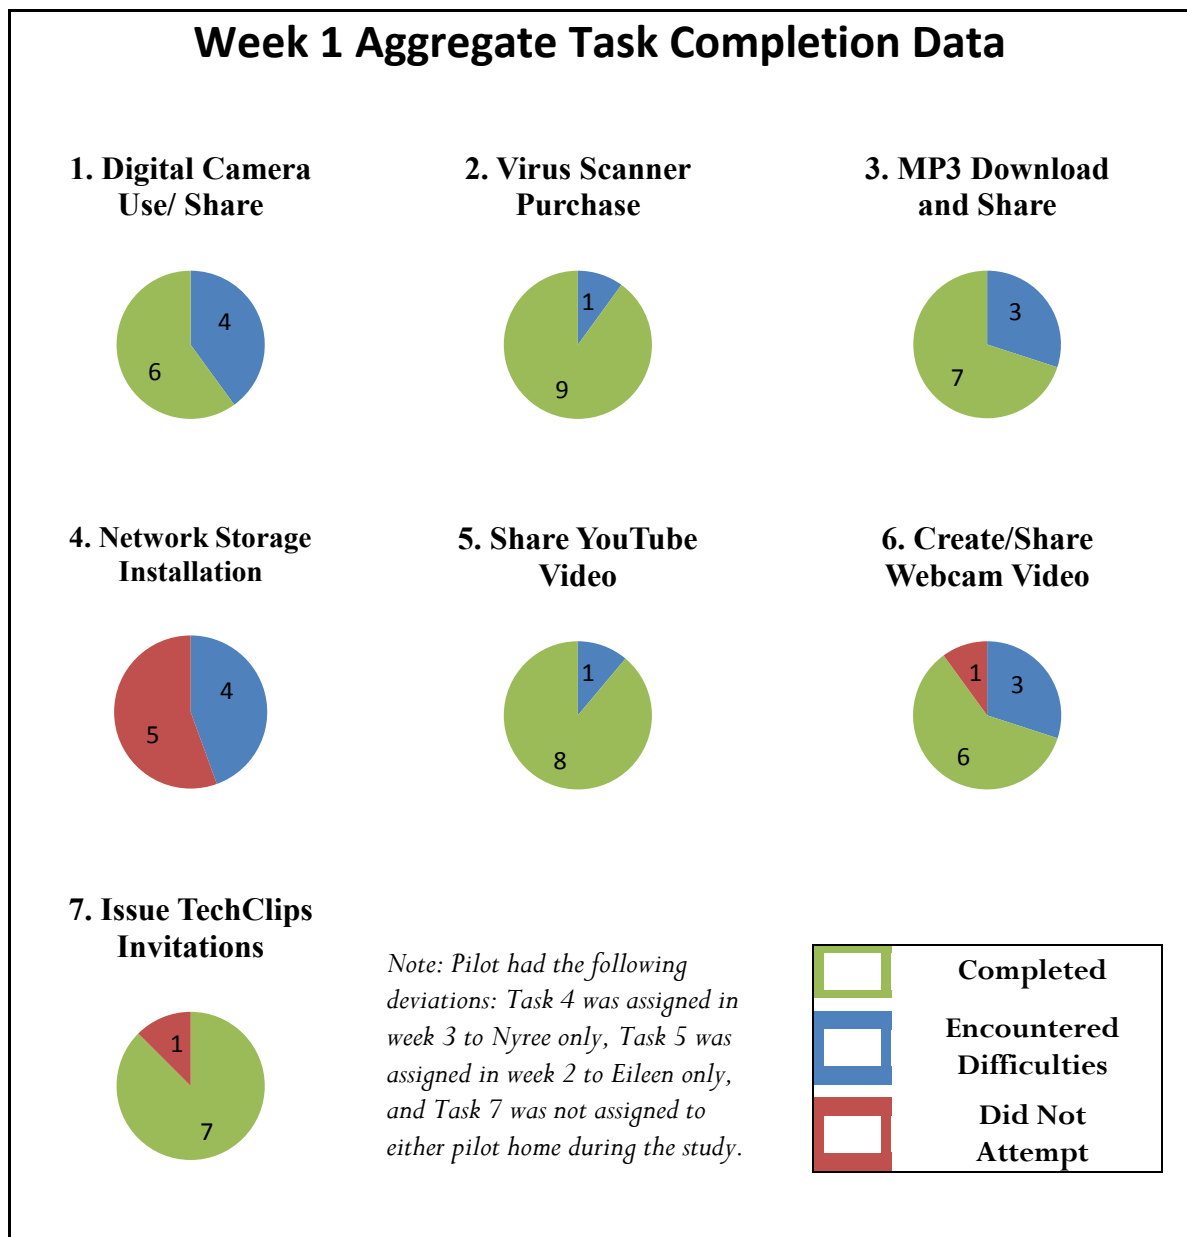 Week 1 Aggregate Task Completion Data
1. Digital Camera
Use/ Share
4
6
2. Virus Scanner
Purchase
1
9
3. MP3 Download
and Share
3
7
4. Network Storage
Installation
4
5
5. Share YouTube
Video
1
8
6. Create/Share
Webcam Video
1
3
6
7. Issue TechClips
Invitations
1
7
Note: Pilot had the following
deviations: Task 4 was assigned in
week 3 to Nyree only, Task 5 was
assigned in week 2 to Eileen only,
and Task 7 was not assigned to
either pilot home during the study.
Completed
Encountered
Difficulties
Did Not
Attempt